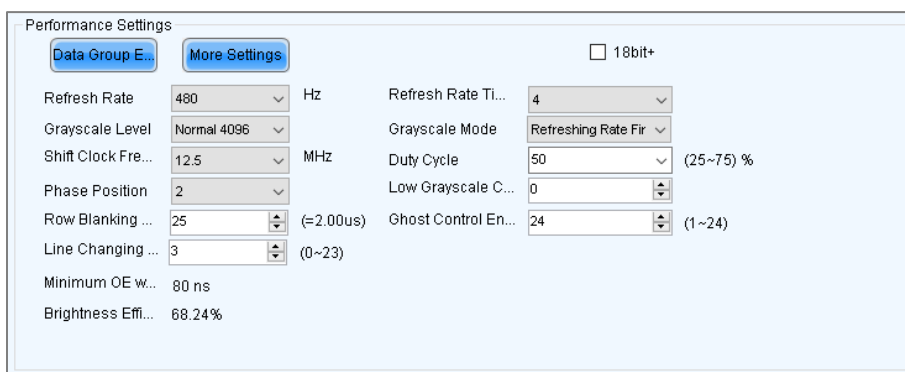 Performance Settings
Data Group E... More Settings 18bit+
Refresh Rate 480 Hz Refresh Rate Ti... 4
Grayscale Level Normal 4096 Grayscale Mode Refreshing Rate Fir
Shift Clock Fre... 12.5 MHz Duty Cycle 50 (25~75) %
Phase Position 2 Low Grayscale C... 0
Row Blanking ... 25 (=2.00us) Ghost Control En... 24 (1~24)
Line Changing ... 3 (0~23)
Minimum OE w... 80 ns
Brightness Effi... 68.24%